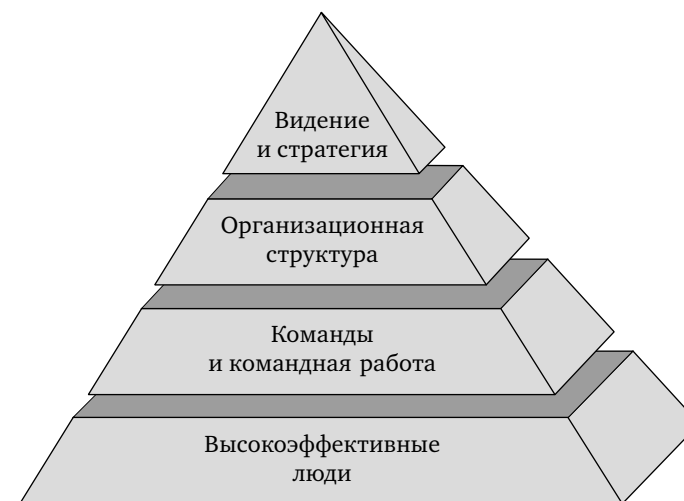 Видение
и стратегия
Организационная
структура
Команды
и командная работа
Высокоэффективные
люди